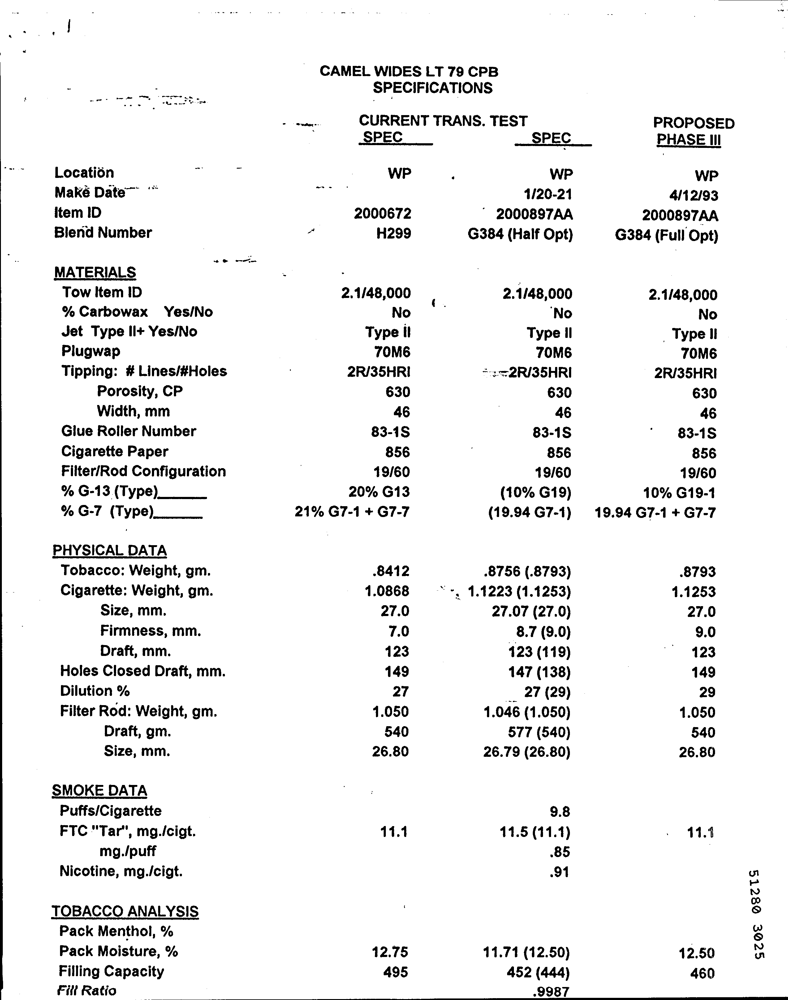 CAMEL WIDES LT 79 CPB
SPECIFICATIONS
CURRENT TRANS. TEST PROPOSED
SPEC SPEC PHASE III
Location WP WP WP
Make Date 1/20-21 4/12/93
Item ID 2000672 2000897AA 2000897AA
Blend Number H299 G384 (Half Opt) G384 (Full Opt)
MATERIALS
Tow Item ID 2.1/48,000 2.1/48,000 2.1/48,000
% Carbowax Yes/No No No No
Jet Type II+ Yes/No Type II Type II Type II
Plugwap 70M6 70M6 70M6
Tipping: # Lines/#Holes 2R/35HRI 2R/35HRI 2R/35HRI
Porosity, CP 630 630 630
Width, mm 46 46 46
Glue Roller Number 83-1S 83-1S 83-1S
Cigarette Paper 856 856 856
Filter/Rod Configuration 19/60 19/60 19/60
% G-13 (Type)_______ 20% G13 (10% G19) 10% G19-1
% G-7 (Type)_______ 21% G7-1 + G7-7 (19.94 G7-1) 19.94 G7-1 + G7-7
PHYSICAL DATA
Tobacco: Weight, gm. .8412 .8756 (.8793) .8793
Cigarette: Weight, gm. 1.0868 1.1223 (1.1253) 1.1253
Size, mm. 27.0 27.07 (27.0) 27.0
Firmness, mm. 7.0 8.7 (9.0) 9.0
Draft, mm. 123 123 (119) 123
Holes Closed Draft, mm. 149 147 (138) 149
Dilution % 27 27 (29) 29
Filter Rod: Weight, gm. 1.050 1.046 (1.050) 1.050
Draft, gm. 540 577 (540) 540
Size, mm. 26.80 26.79 (26.80) 26.80
SMOKE DATA
Puffs/Cigarette 9.8
FTC "Tar", mg./cigt. 11.1 11.5 (11.1) 11.1
mg./puff .85
Nicotine, mg./cigt. .91
TOBACCO ANALYSIS
Pack Menthol, %
Pack Moisture, % 12.75 11.71 (12.50) 12.50
Filling Capacity 495 452 (444) 460
Fill Ratio .9987
51280 3025